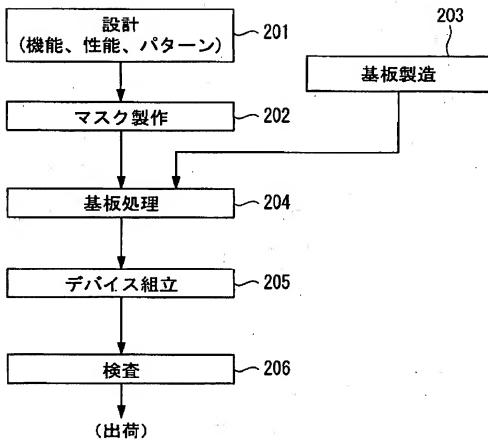 設計
(機能、性能、パターン)
201
203
基板製造
マスク製作
202
基板処理
204
デバイス組立
205
検査
206
(出荷)